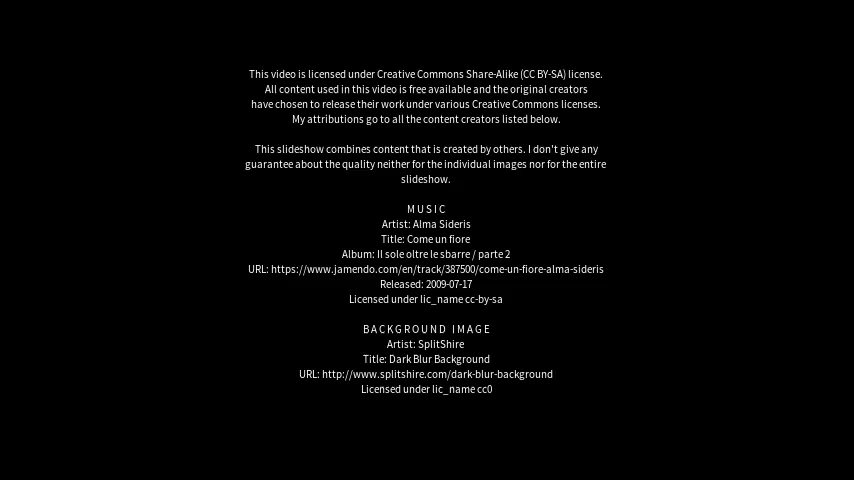 This video is licensed under Creative Commons Share-Alike (CC BY-SA) license.
All content used in this video is free available and the original creators
have chosen to release their work under various Creative Commons licenses.
My attributions go to all the content creators listed below.
This slideshow combines content that is created by others. I don't give any
guarantee about the quality neither for the individual images nor for the entire
slideshow.
MUSIC
Artist: Alma Sideris
Title: Come un fiore
Album: Il sole oltre le sbarre / parte 2
URL: https://www.jamendo.com/en/track/387500/come-un-fiore-alma-sideris
Released: 2009-07-17
Licensed under lic_name cc-by-sa
BACKGROUND IMAGE
Artist: SplitShire
Title: Dark Blur Background
URL: http://www.splitshire.com/dark-blur-background
Licensed under lic_name cc0